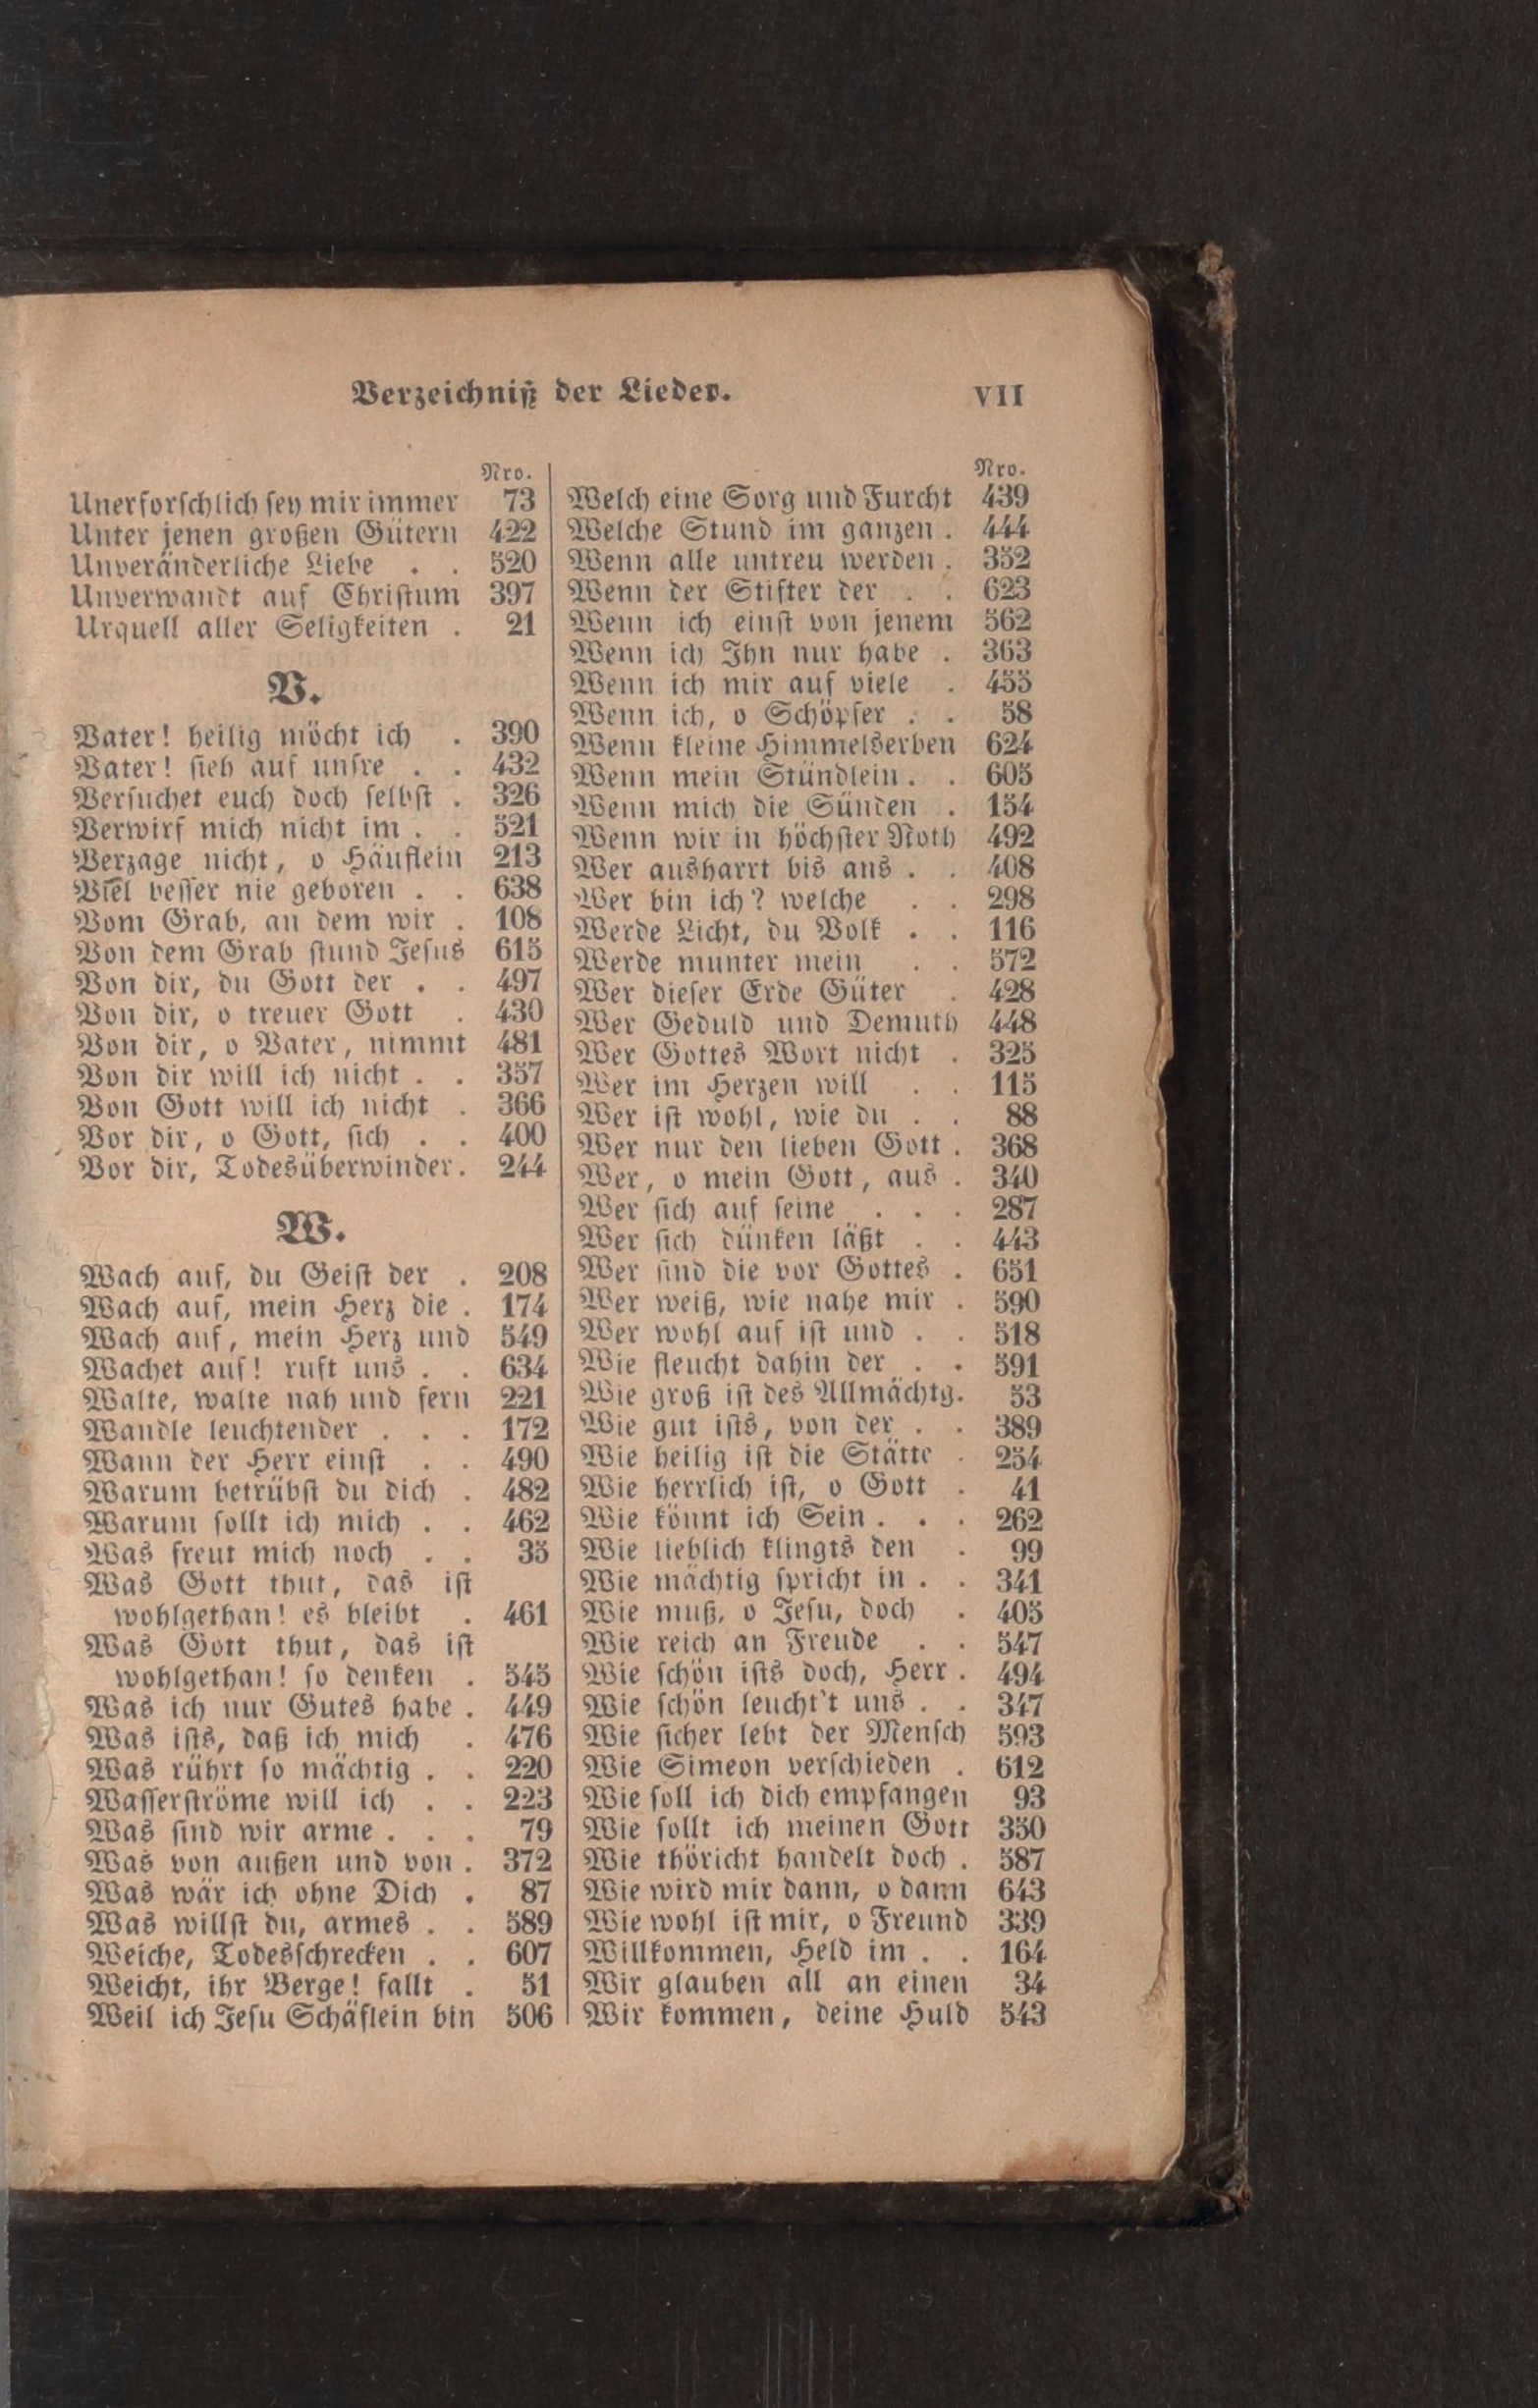 Verzeichniß der Lieder. VII
Nro.
Unerforschlich sey mir immer 73
Unter jenen großen Gütern 422
Unveränderliche Liebe . . 520
Unverwandt auf Christum 397
Urquell aller Seligkeiten . 21
V.
Vater! heilig möcht ich . 390
Vater! sieh auf unsre . . 432
Versuchet euch doch selbst . 326
Verwirf mich nicht im . . 521
Verzage nicht, o Häuflein 213
Viel besser nie geboren . . 638
Vom Grab, an dem wir . 108
Von dem Grab stund Jesus 615
Von dir, du Gott der . . 497
Von dir, o treuer Gott . 430
Von dir, o Vater, nimmt 481
Von dir will ich nicht . . 357
Von Gott will ich nicht . 366
Vor dir, o Gott, sich . . 400
Vor dir, Todesüberwinder. 244
W.
Wach auf, du Geist der . 208
Wach auf, mein Herz die . 174
Wach auf, mein Herz und 549
Wachet auf! ruft uns . . 634
Walte, walte nah und fern 221
Wandle leuchtender . . . 172
Wann der Herr einst . . 490
Warum betrübst du dich . 482
Warum sollt ich mich . . 462
Was freut mich noch . . 35
Was Gott thut, das ist
wohlgethan! es bleibt . 461
Was Gott thut, das ist
wohlgethan! so denken . 545
Was ich nur Gutes habe . 449
Was ists, daß ich mich . 476
Was rührt so mächtig . . 220
Wasserströme will ich . . 223
Was sind wir arme . . . 79
Was von außen und von . 372
Was wär ich ohne Dich . 87
Was willst du, armes . . 589
Weiche, Todesschrecken . . 607
Weicht, ihr Berge! fallt . 51
Weil ich Jesu Schäflein bin 506
Nro.
Welch eine Sorg und Furcht 439
Welche Stund im ganzen . 444
Wenn alle untreu werden . 352
Wenn der Stifter der . . 623
Wenn ich einst von jenem 562
Wenn ich Ihn nur habe . 363
Wenn ich mir auf viele . 455
Wenn ich, o Schöpfer . . 58
Wenn kleine Himmelserben 624
Wenn mein Stündlein . . 605
Wenn mich die Sünden . 154
Wenn wir in höchster Noth 492
Wer ausharrt bis ans . . 408
Wer bin ich? welche . . 298
Werde Licht, du Volk . . 116
Werde munter mein . . 572
Wer dieser Erde Güter . 428
Wer Geduld und Demuth 448
Wer Gottes Wort nicht . 325
Wer im Herzen will . . 115
Wer ist wohl, wie du . . 88
Wer nur den lieben Gott . 368
Wer, o mein Gott, aus . 340
Wer sich auf seine . . . 287
Wer sich dünken läßt . . 443
Wer sind die vor Gottes . 651
Wer weiß, wie nahe mir . 590
Wer wohl auf ist und . . 518
Wie fleucht dahin der . . 591
Wie groß ist des Allmächtg. 53
Wie gut ists, von der . . 389
Wie heilig ist die Stätte . 254
Wie herrlich ist, o Gott . 41
Wie könnt ich Sein . . . 262
Wie lieblich klingts den . 99
Wie mächtig spricht in . . 341
Wie muß, o Jesu, doch . 405
Wie reich an Freude . . 547
Wie schön ists doch, Herr . 494
Wie schön leucht't uns . . 347
Wie sicher lebt der Mensch 593
Wie Simeon verschieden . 612
Wie soll ich dich empfangen 93
Wie sollt ich meinen Gott 350
Wie thöricht handelt doch . 587
Wie wird mir dann, o dann 643
Wie wohl ist mir, o Freund 339
Willkommen, Held im . . 164
Wir glauben all an einen 34
Wir kommen, deine Huld 543